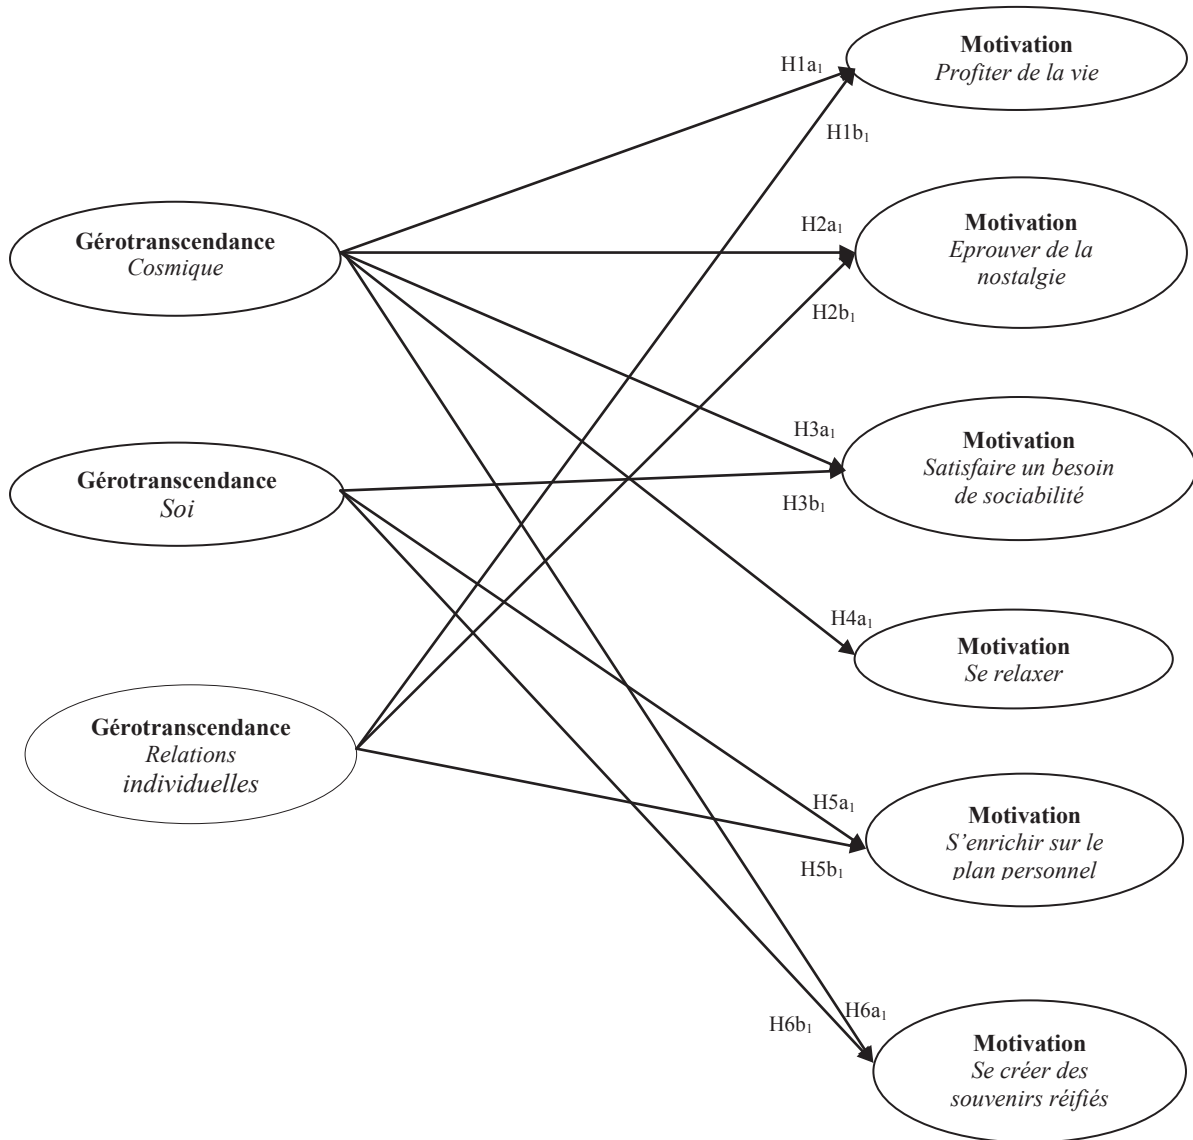 Motivation
Profiter de la vie
H1a₁
H1b₁
Motivation
Eprouver de la
nostalgie
H2a₁
H2b₁
Gérotranscendance
Cosmique
Motivation
Satisfaire un besoin
de sociabilité
H3a₁
H3b₁
Gérotranscendance
Soi
H4a₁
Motivation
Se relaxer
Gérotranscendance
Relations
individuelles
H5a₁
H5b₁
Motivation
S’enrichir sur le
plan personnel
H6a₁
H6b₁
Motivation
Se créer des
souvenirs réifiés